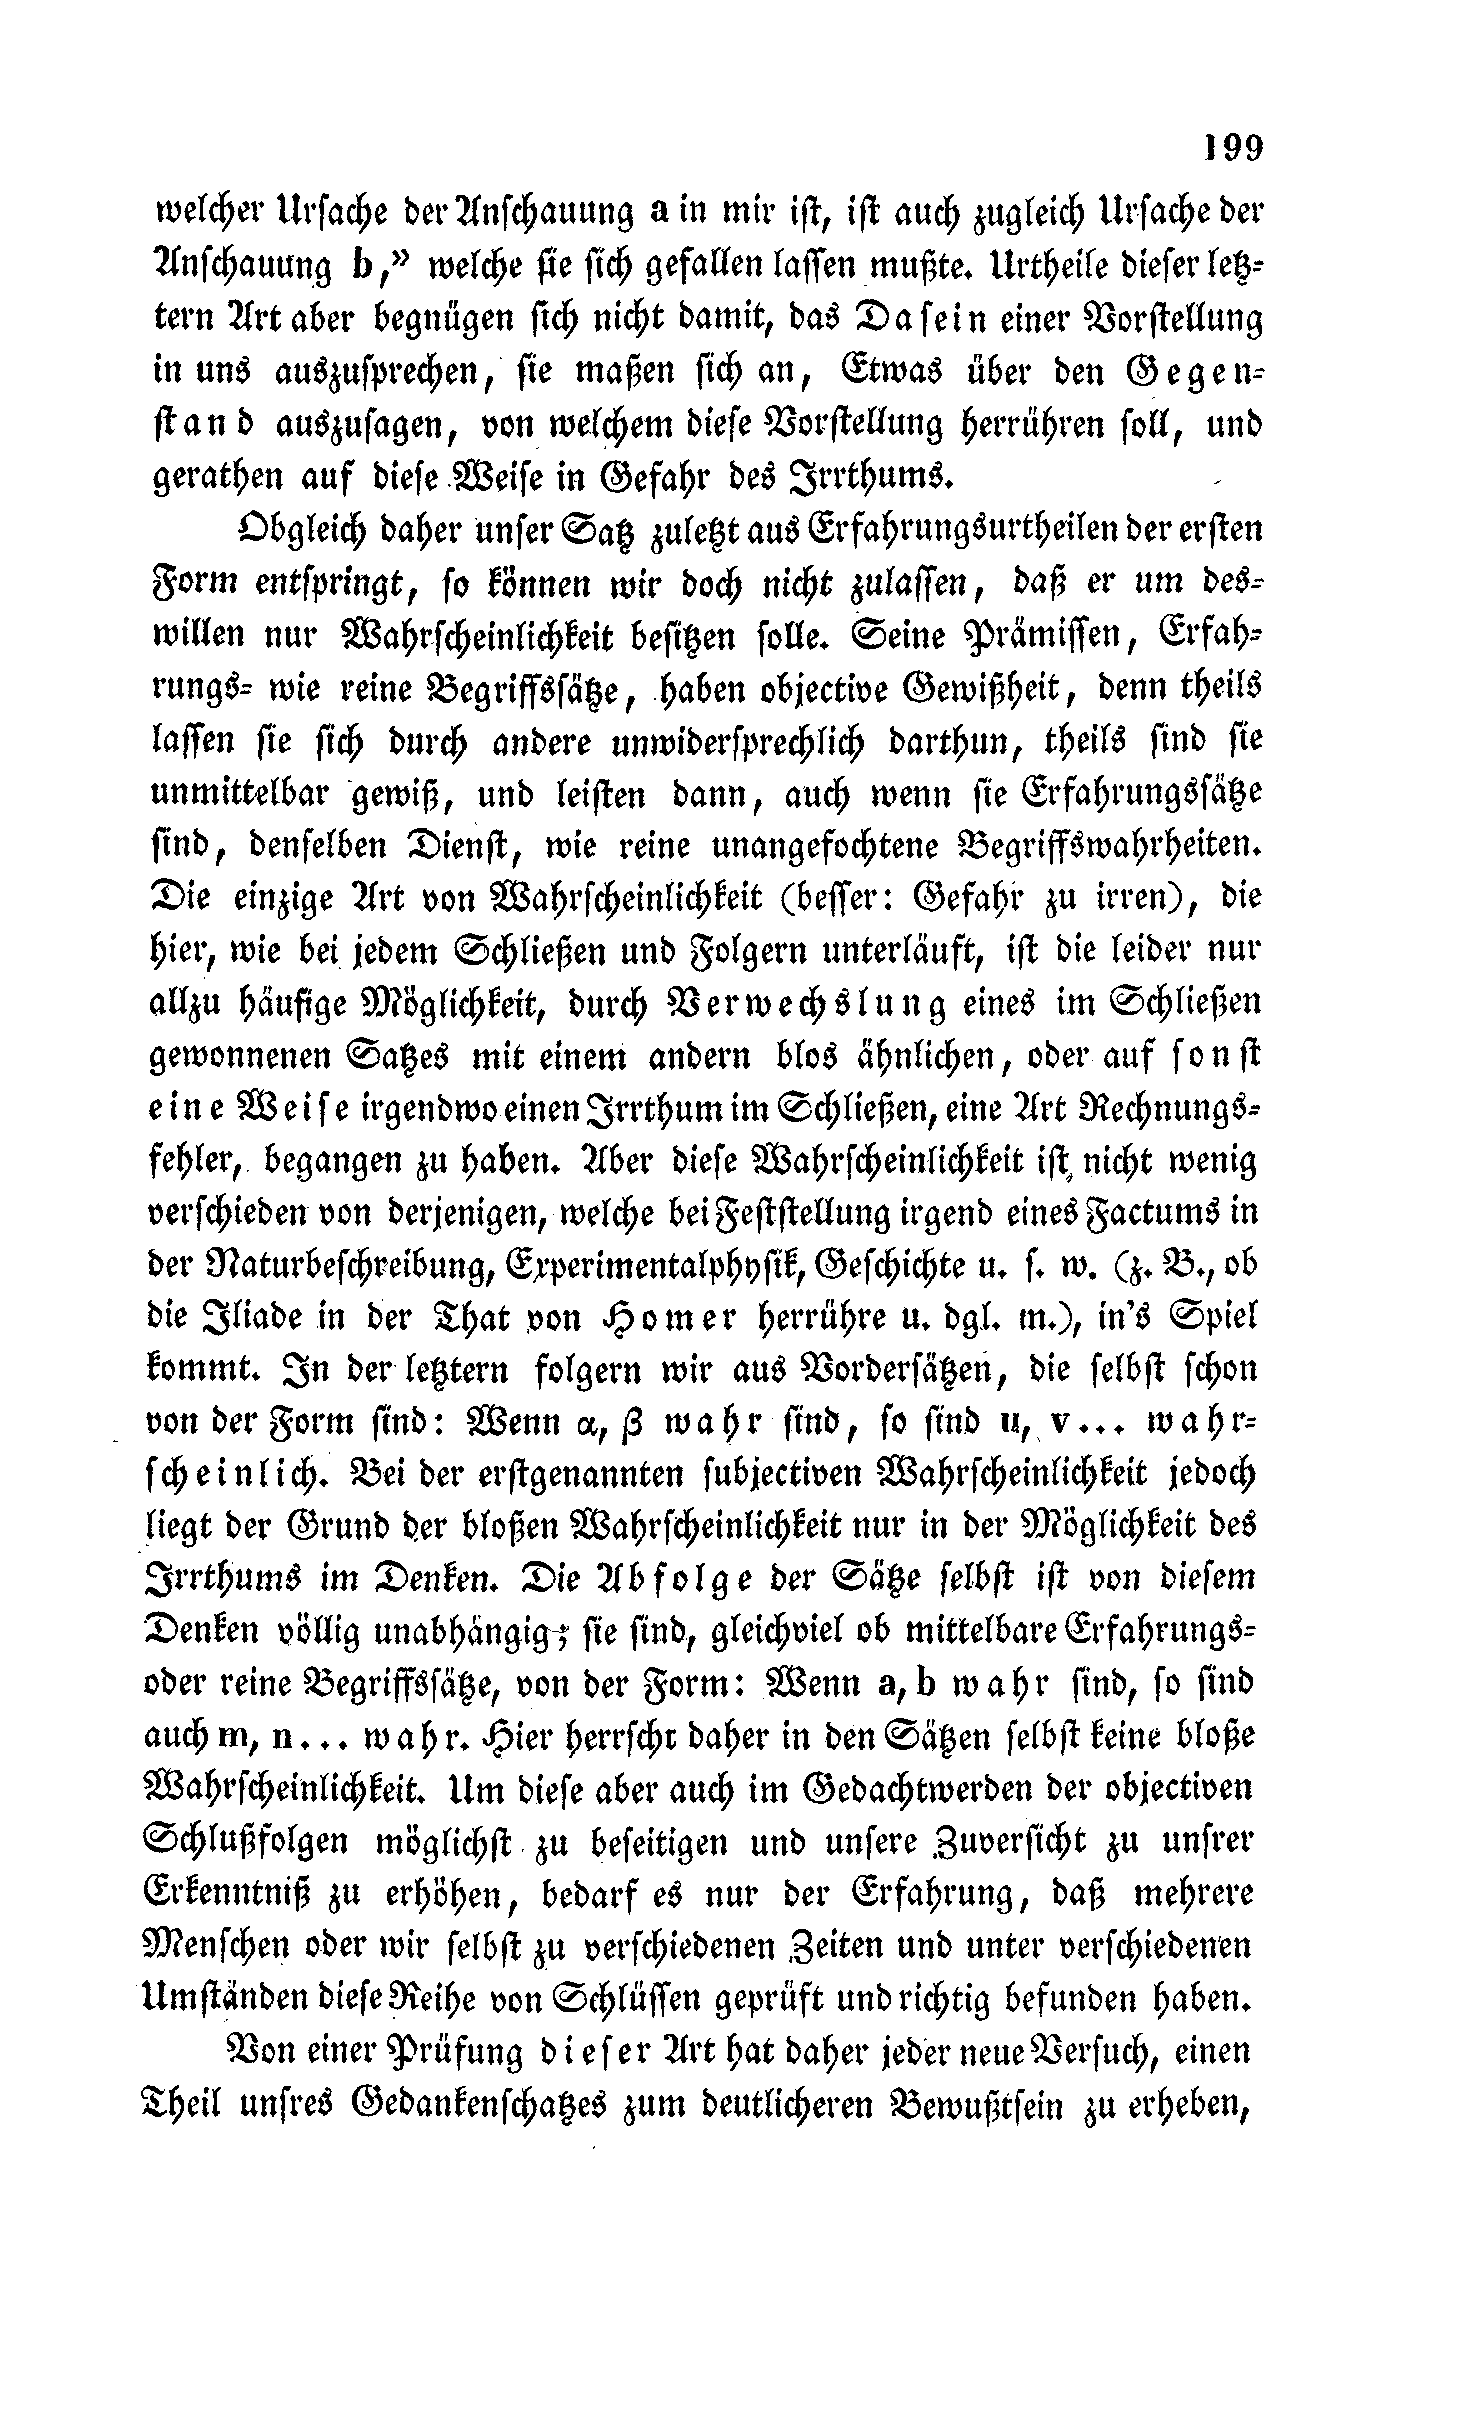 199
welcher Ursache der Anschauung a in mir ist, ist auch zugleich Ursache der
Anschauung b,” welche sie sich gefallen lassen mußte. Urtheile dieser letz-
tern Art aber begnügen sich nicht damit, das Dasein einer Vorstellung
in uns auszusprechen, sie maßen sich an, Etwas über den Gegen-
stand auszusagen, von welchem diese Vorstellung herrühren soll, und
gerathen auf diese Weise in Gefahr des Irrthums.
Obgleich daher unser Satz zuletzt aus Erfahrungsurtheilen der ersten
Form entspringt, so können wir doch nicht zulassen, daß er um des-
willen nur Wahrscheinlichkeit besitzen solle. Seine Prämissen, Erfah-
rungs- wie reine Begriffssätze, haben objective Gewißheit, denn theils
lassen sie sich durch andere unwidersprechlich darthun, theils sind sie
unmittelbar gewiß, und leisten dann, auch wenn sie Erfahrungssätze
sind, denselben Dienst, wie reine unangefochtene Begriffswahrheiten.
Die einzige Art von Wahrscheinlichkeit (besser: Gefahr zu irren), die
hier, wie bei jedem Schließen und Folgern unterläuft, ist die leider nur
allzu häufige Möglichkeit, durch Verwechslung eines im Schließen
gewonnenen Satzes mit einem andern blos ähnlichen, oder auf sonst
eine Weise irgendwo einen Irrthum im Schließen, eine Art Rechnungs-
fehler, begangen zu haben. Aber diese Wahrscheinlichkeit ist nicht wenig
verschieden von derjenigen, welche bei Feststellung irgend eines Factums in
der Naturbeschreibung, Experimentalphysik, Geschichte u. s. w. (z. B., ob
die Iliade in der That von Homer herrühre u. dgl. m.), in's Spiel
kommt. In der letztern folgern wir aus Vordersätzen, die selbst schon
von der Form sind: Wenn α, β wahr sind, so sind u, v... wahr-
scheinlich. Bei der erstgenannten subjectiven Wahrscheinlichkeit jedoch
liegt der Grund der bloßen Wahrscheinlichkeit nur in der Möglichkeit des
Irrthums im Denken. Die Abfolge der Sätze selbst ist von diesem
Denken völlig unabhängig; sie sind, gleichviel ob mittelbare Erfahrungs-
oder reine Begriffssätze, von der Form: Wenn a, b wahr sind, so sind
auch m, n... wahr. Hier herrscht daher in den Sätzen selbst keine bloße
Wahrscheinlichkeit. Um diese aber auch im Gedachtwerden der objectiven
Schlußfolgen möglichst zu beseitigen und unsere Zuversicht zu unsrer
Erkenntniß zu erhöhen, bedarf es nur der Erfahrung, daß mehrere
Menschen oder wir selbst zu verschiedenen Zeiten und unter verschiedenen
Umständen diese Reihe von Schlüssen geprüft und richtig befunden haben.
Von einer Prüfung dieser Art hat daher jeder neue Versuch, einen
Theil unsres Gedankenschatzes zum deutlicheren Bewußtsein zu erheben,